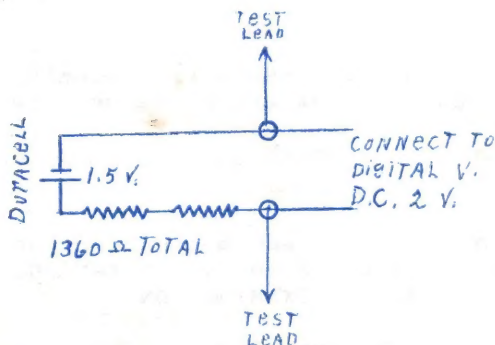 TEST
LEAD
DURACELL
1.5 V.
CONNECT TO
DIGITAL V.
D.C. 2 V.
1360 Ω TOTAL
TEST
LEAD